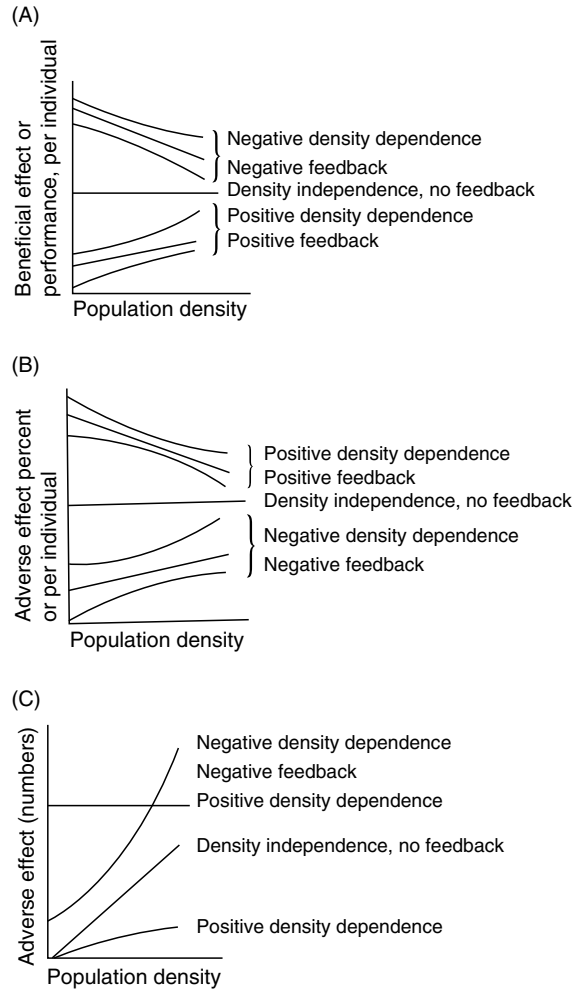 (A)
Beneficial effect or
performance, per individual
Negative density dependence
Negative feedback
Density independence, no feedback
Positive density dependence
Positive feedback
Population density
(B)
Adverse effect percent
or per individual
Positive density dependence
Positive feedback
Density independence, no feedback
Negative density dependence
Negative feedback
Population density
(C)
Adverse effect (numbers)
Negative density dependence
Negative feedback
Positive density dependence
Density independence, no feedback
Positive density dependence
Population density